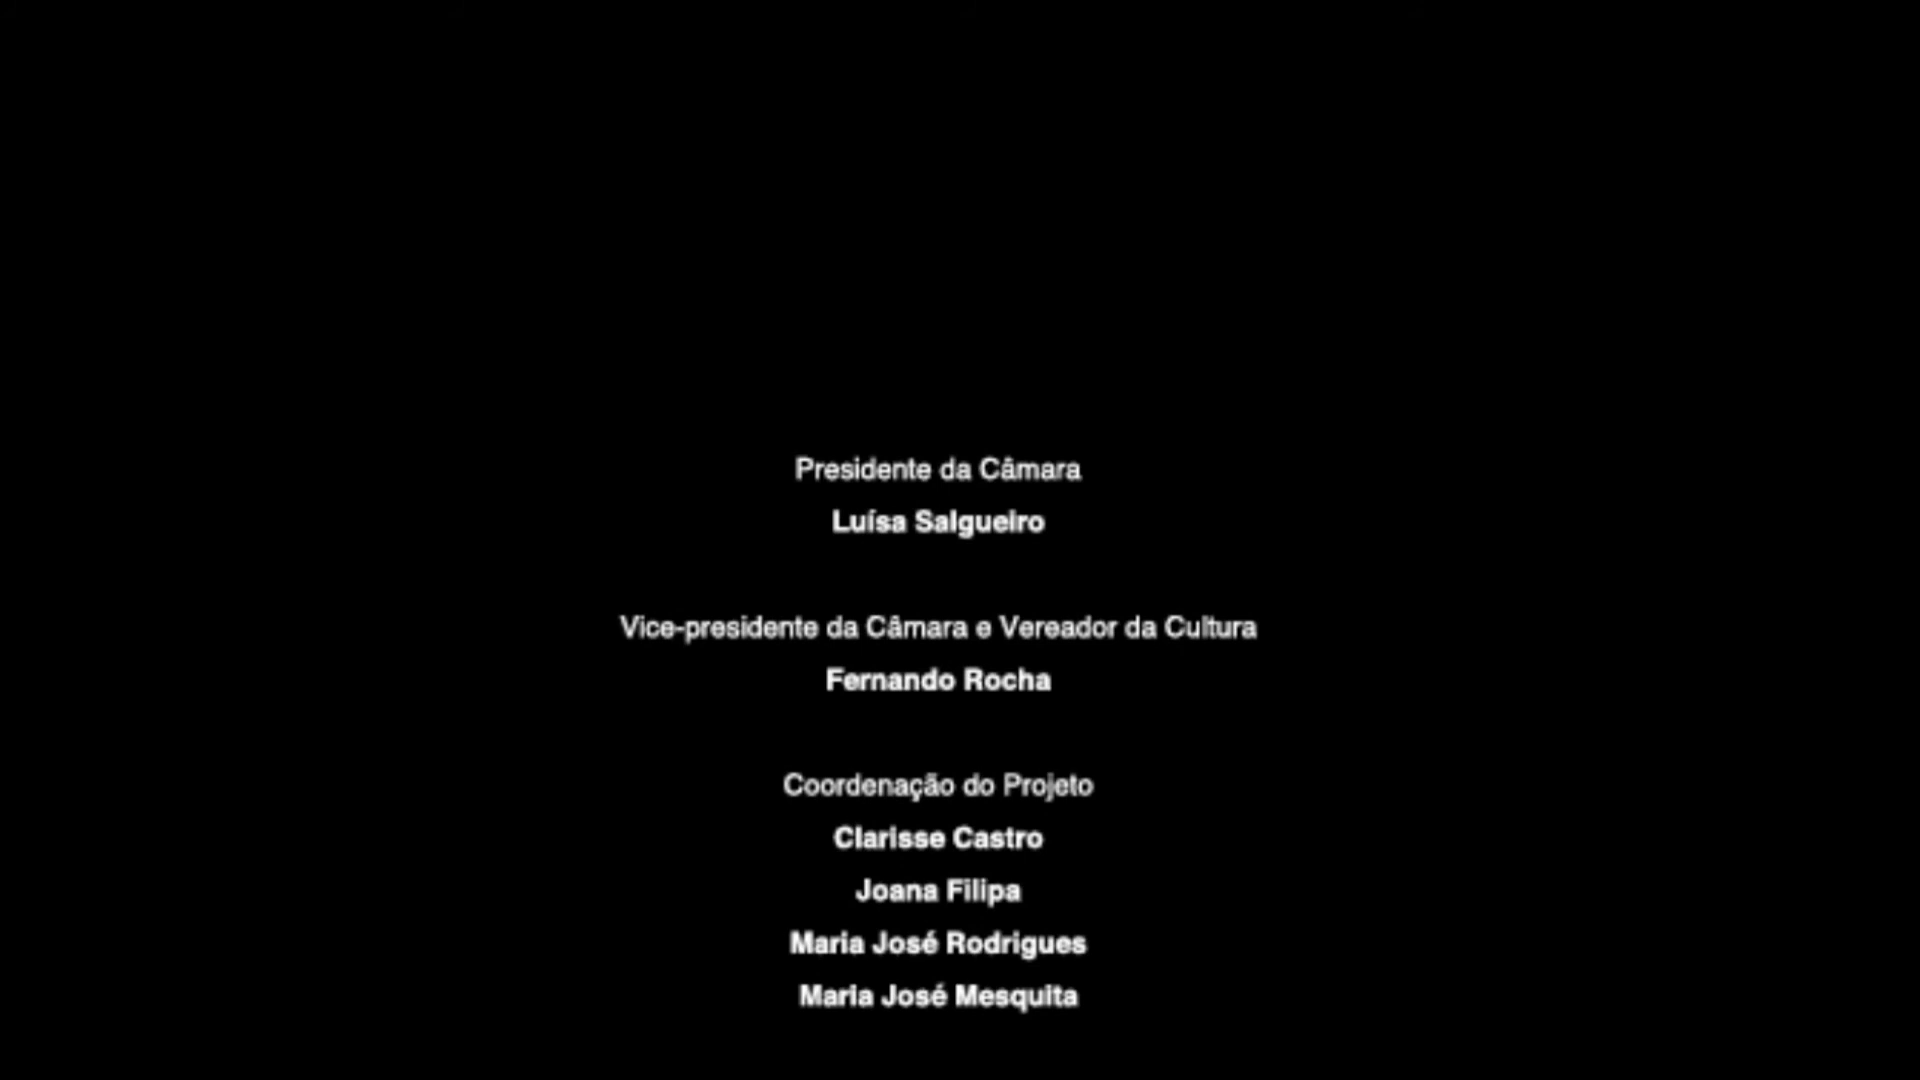 Presidente da Câmara
Luísa Salgueiro
Vice-presidente da Câmara e Vereador da Cultura
Fernando Rocha
Coordenação do Projeto
Clarisse Castro
Joana Filipa
Maria José Rodrigues
Maria José Mesquita